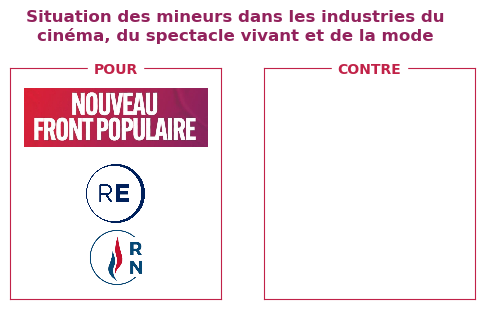 Situation des mineurs dans les industries du
cinéma, du spectacle vivant et de la mode
POUR
CONTRE
NOUVEAU
FRONT POPULAIRE
RE
R
N